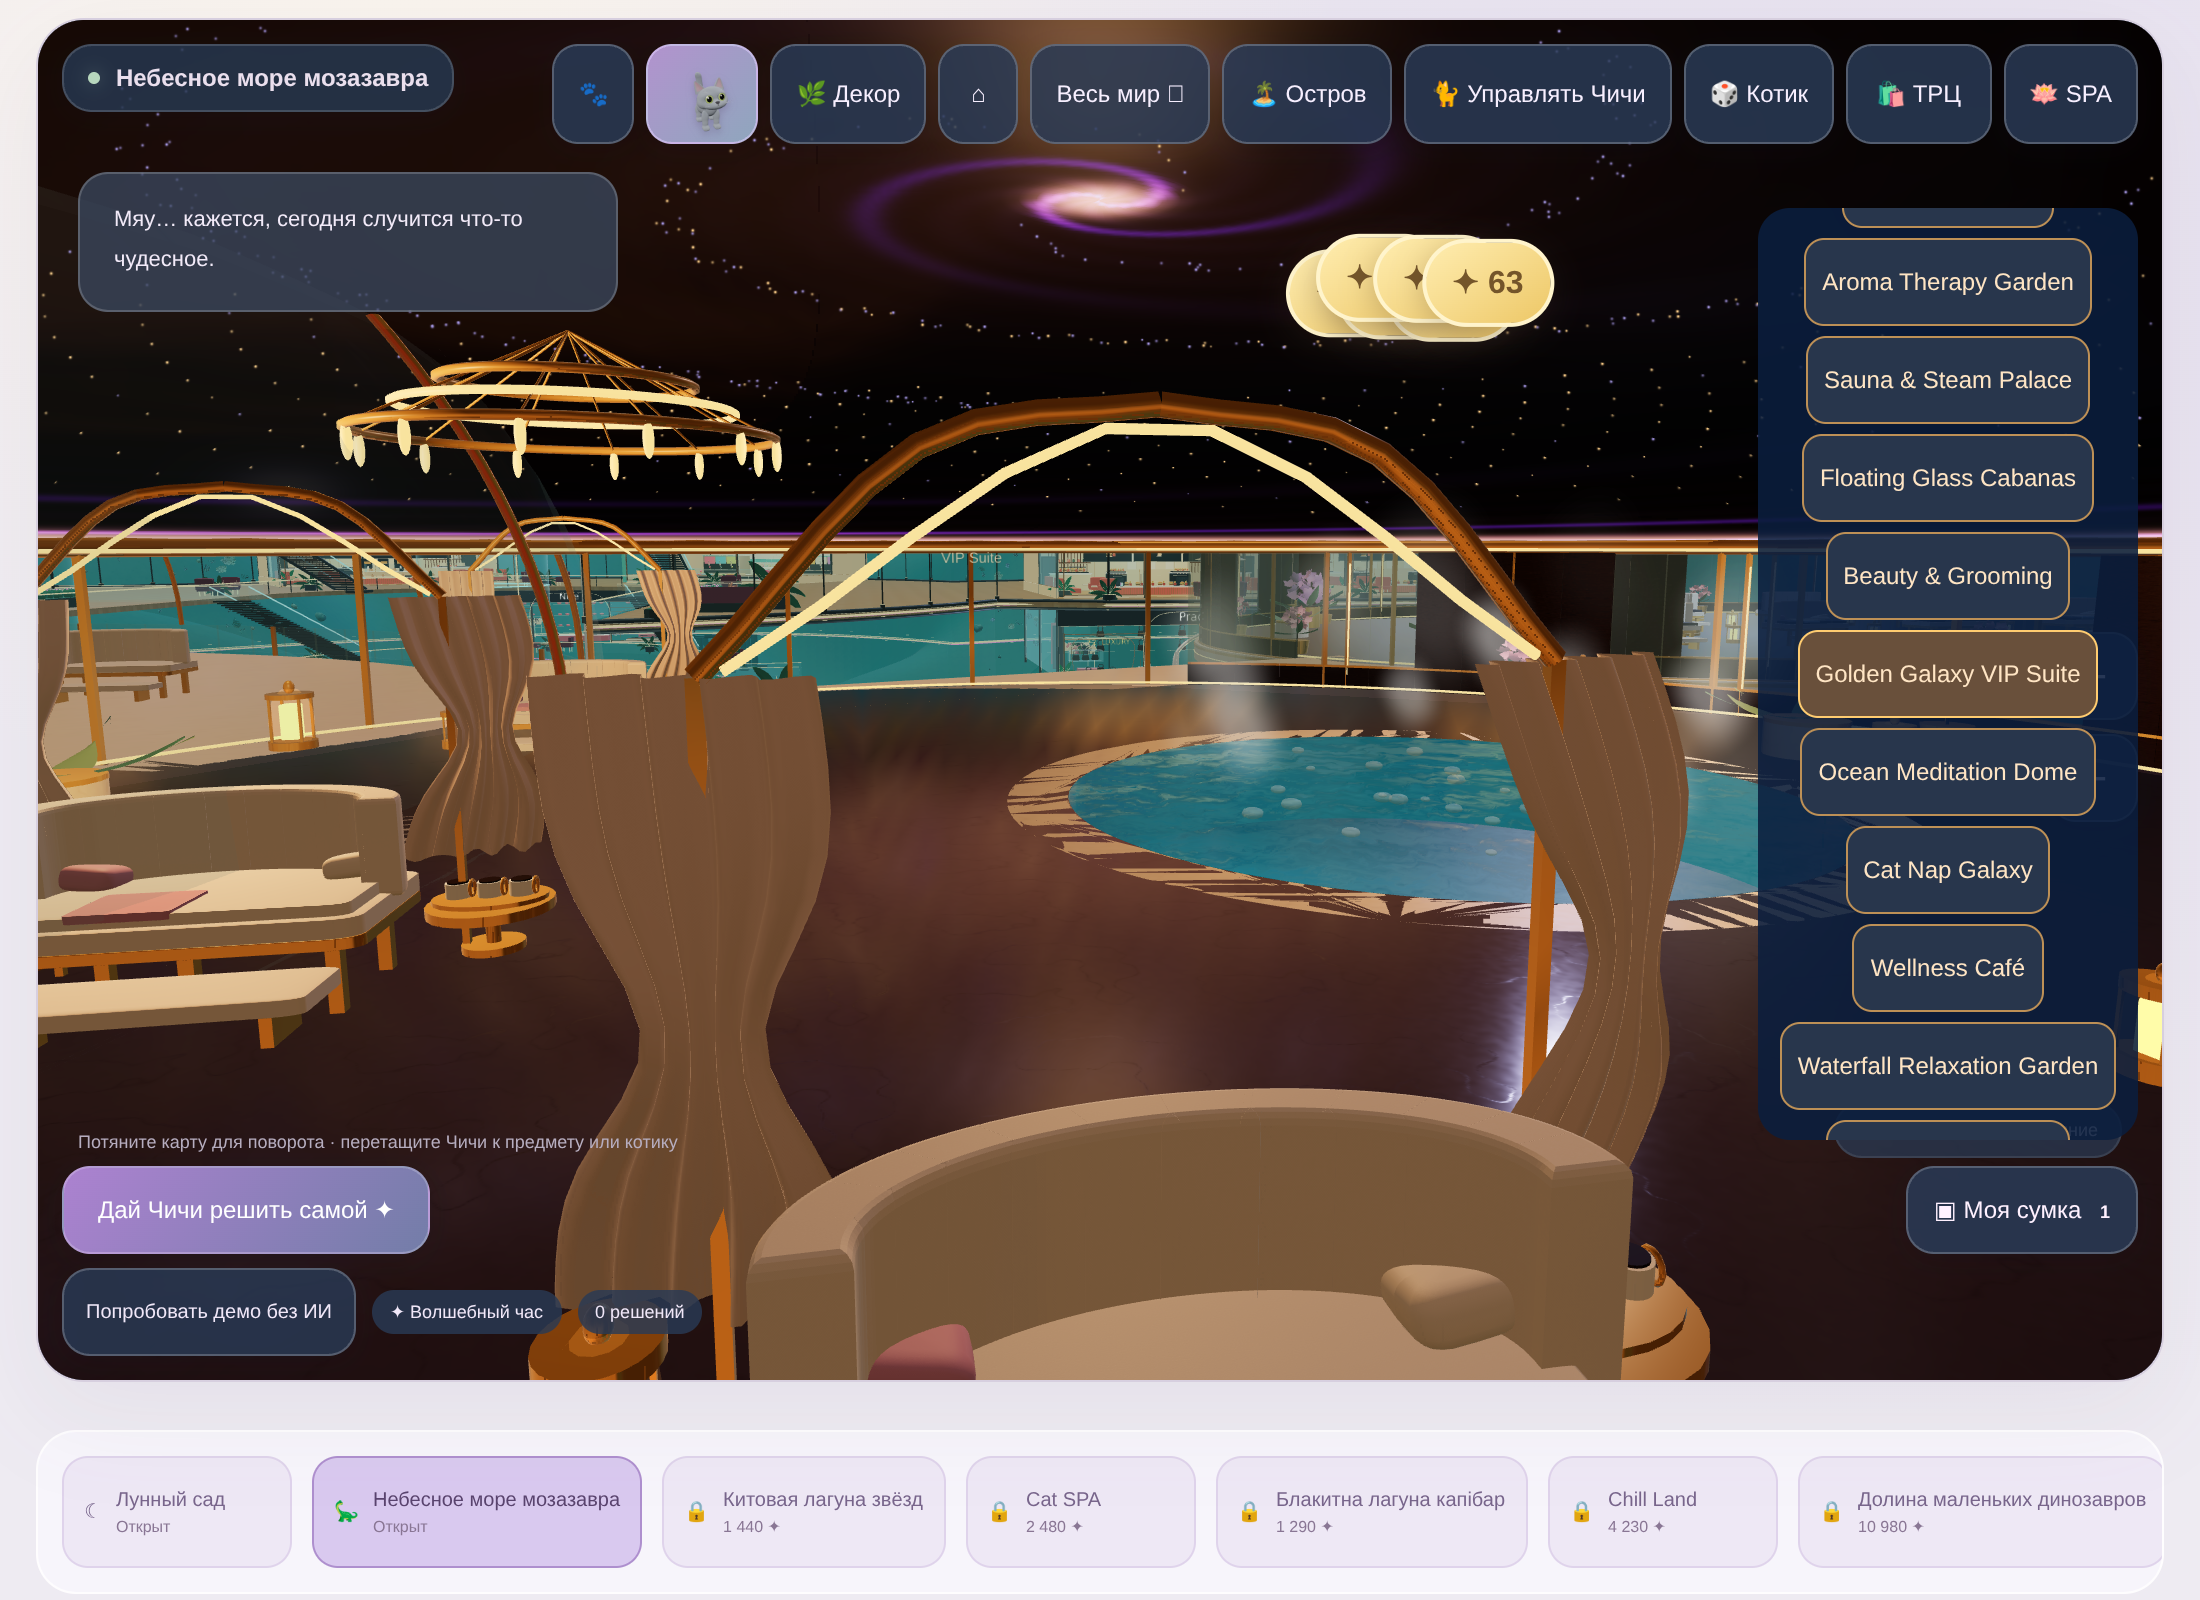 Небесное море мозазавра
Декор
Весь мир
Остров
Управлять Чичи
Котик
ТРЦ
SPA
Мяу… кажется, сегодня случится что-то
чудесное.
✦ 63
Aroma Therapy Garden
Sauna & Steam Palace
Floating Glass Cabanas
Beauty & Grooming
Golden Galaxy VIP Suite
Ocean Meditation Dome
Cat Nap Galaxy
Wellness Café
Waterfall Relaxation Garden
VIP Suite
Потяните карту для поворота · перетащите Чичи к предмету или котику
Дай Чичи решить самой ✦
Моя сумка 1
Попробовать демо без ИИ
✦ Волшебный час
0 решений
Лунный сад
Открыт
Небесное море мозазавра
Открыт
Китовая лагуна звёзд
1 440 ✦
Cat SPA
2 480 ✦
Блакитна лагуна капібар
1 290 ✦
Chill Land
4 230 ✦
Долина маленьких динозавров
10 980 ✦